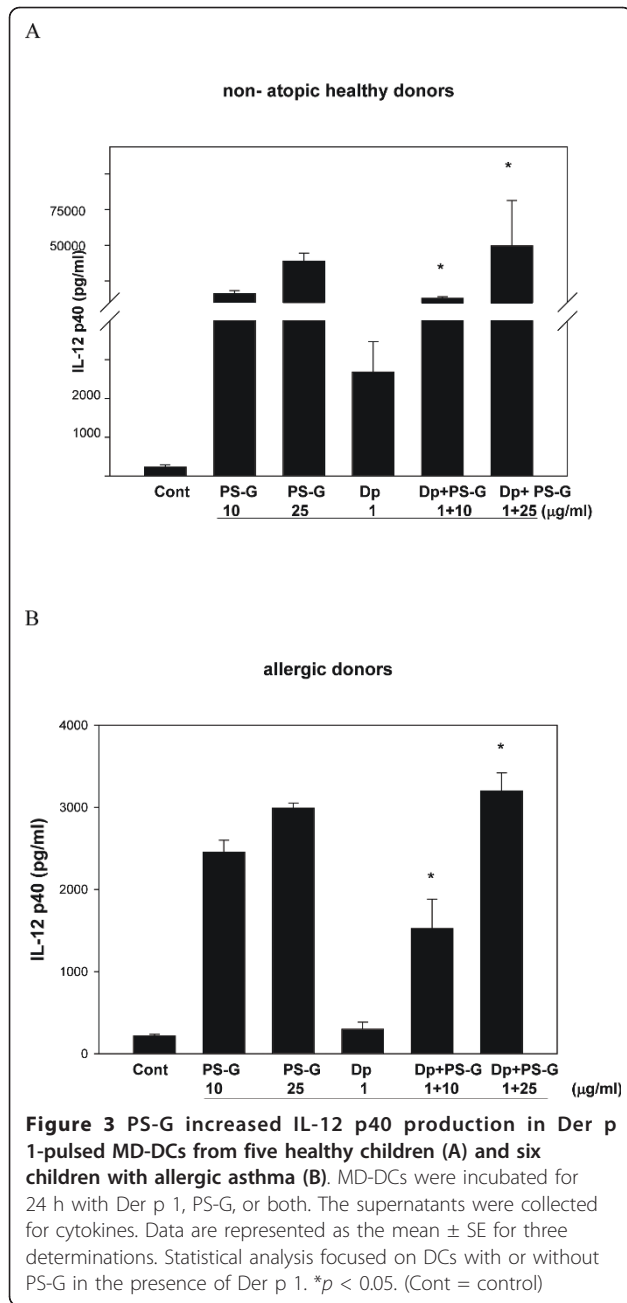 A
non- atopic healthy donors
IL-12 p40 (pg/ml)
75000
50000
2000
1000
*
*
Cont PS-G PS-G Dp Dp+PS-G Dp+ PS-G
10 25 1 1+10 1+25 (μg/ml)
B
allergic donors
IL-12 p40 (pg/ml)
4000
3000
2000
1000
0
*
*
Cont PS-G PS-G Dp Dp+PS-G Dp+PS-G
10 25 1 1+10 1+25 (μg/ml)
Figure 3 PS-G increased IL-12 p40 production in Der p
1-pulsed MD-DCs from five healthy children (A) and six
children with allergic asthma (B). MD-DCs were incubated for
24 h with Der p 1, PS-G, or both. The supernatants were collected
for cytokines. Data are represented as the mean ± SE for three
determinations. Statistical analysis focused on DCs with or without
PS-G in the presence of Der p 1. *p < 0.05. (Cont = control)